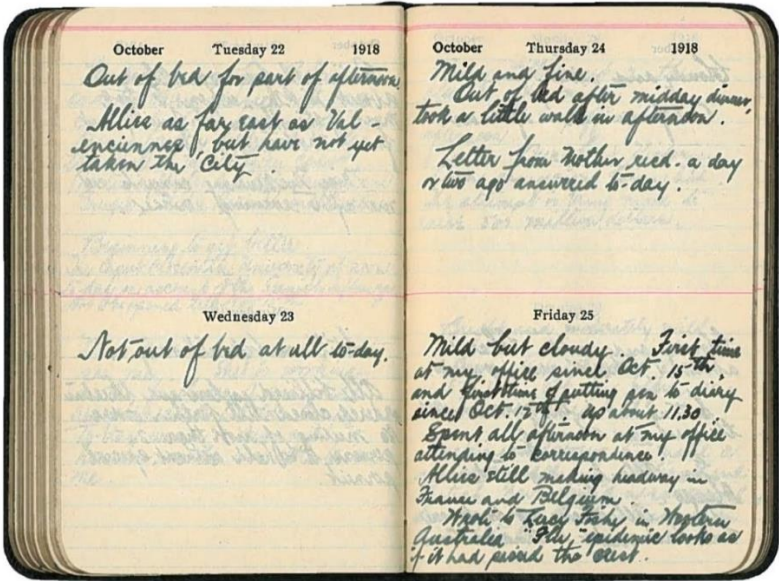 October Tuesday 22 1918
Out of bed for part of afternoon.
Allies as far east as Val-
enciennes, but have not yet
taken the City.
Wednesday 23
Not out of bed at all to-day.
October Thursday 24 1918
Mild and fine.
Out of bed after midday dinner,
took a little walk in afternoon.
Letter from Mother recd. a day
or two ago answered to-day.
Friday 25
Mild but cloudy. First time
at my office since Oct. 15th,
and first time of putting pen to diary
since Oct. 17th up about 11.30.
Spent all afternoon at my office
attending to correspondence!
Allies still making headway in
France and Belgium
Wrote to Lucy in Western
Australia "Flu" epidemic looks as
if it had passed the crest.